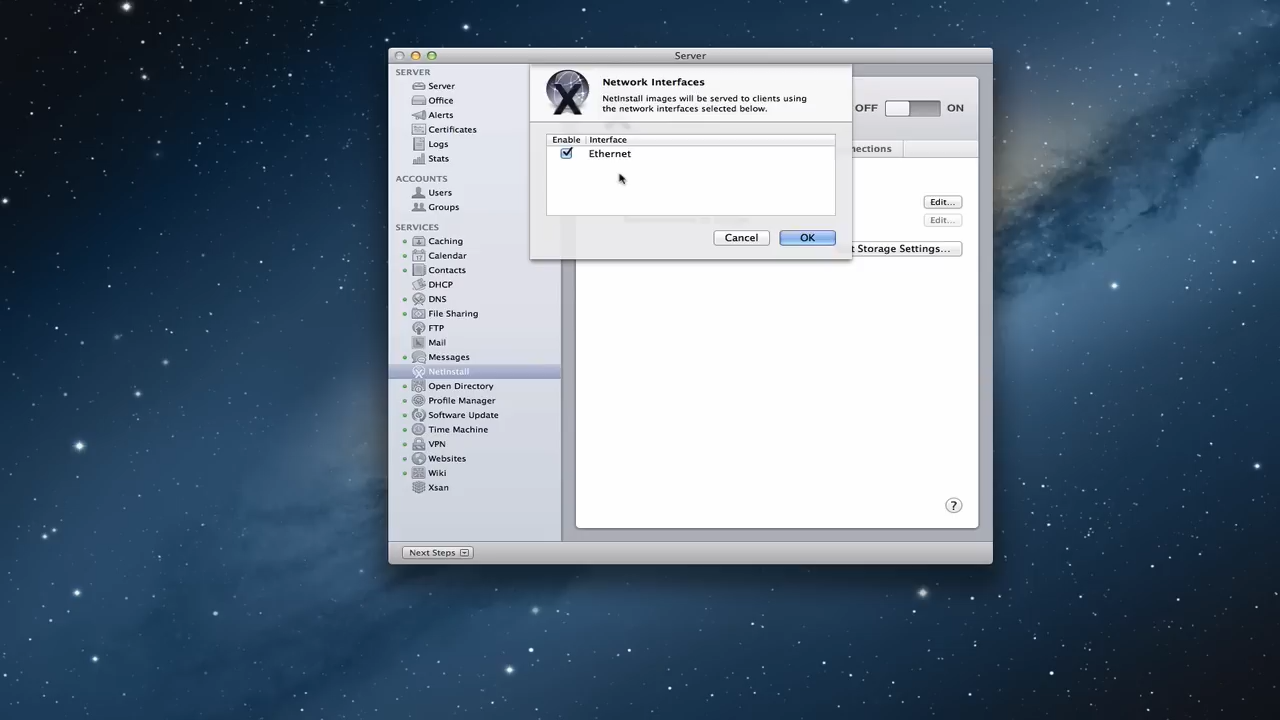 Server
SERVER
Server
Office
Alerts
Certificates
Logs
Stats
ACCOUNTS
Users
Groups
SERVICES
Caching
Calendar
Contacts
DHCP
DNS
File Sharing
FTP
Mail
Messages
NetInstall
Open Directory
Profile Manager
Software Update
Time Machine
VPN
Websites
Wiki
Xsan
Next Steps
Network Interfaces
NetInstall images will be served to clients using
the network interfaces selected below.
Enable Interface
Ethernet
Cancel OK
OFF ON
nections
Edit...
Edit...
t Storage Settings...
?